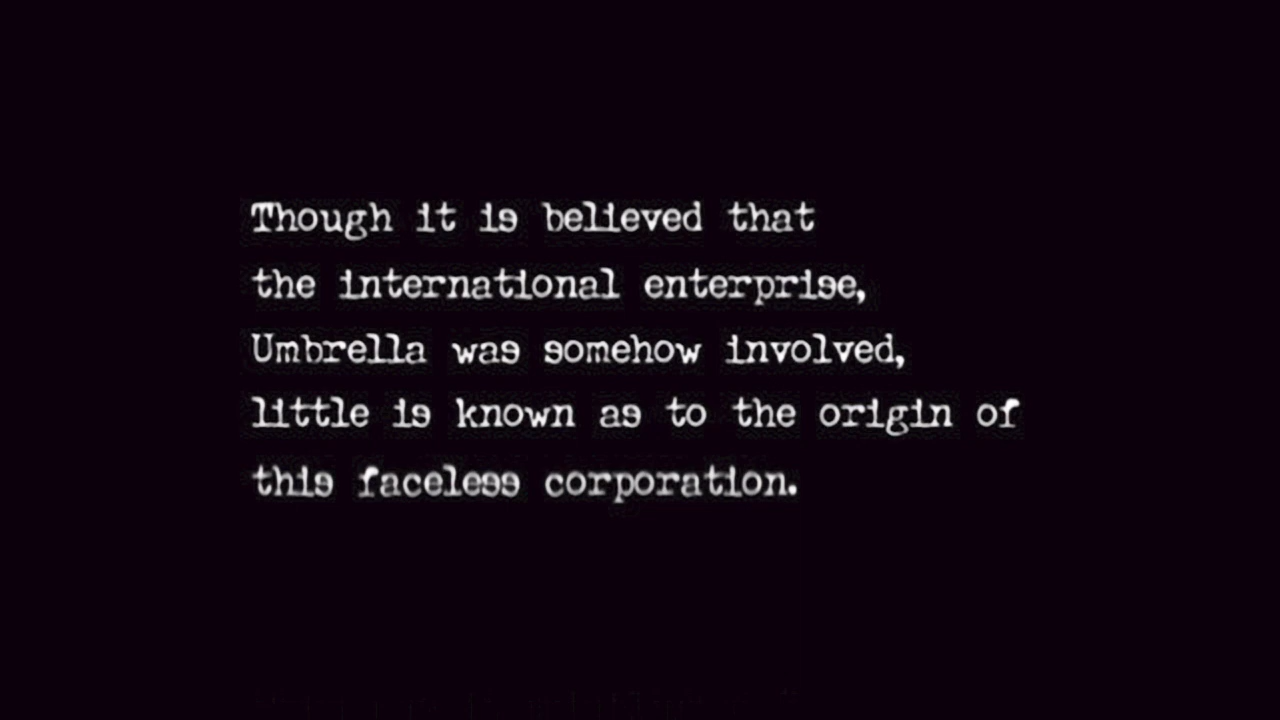 Though it is believed that
the international enterprise,
Umbrella was somehow involved,
little is known as to the origin of
this faceless corporation.